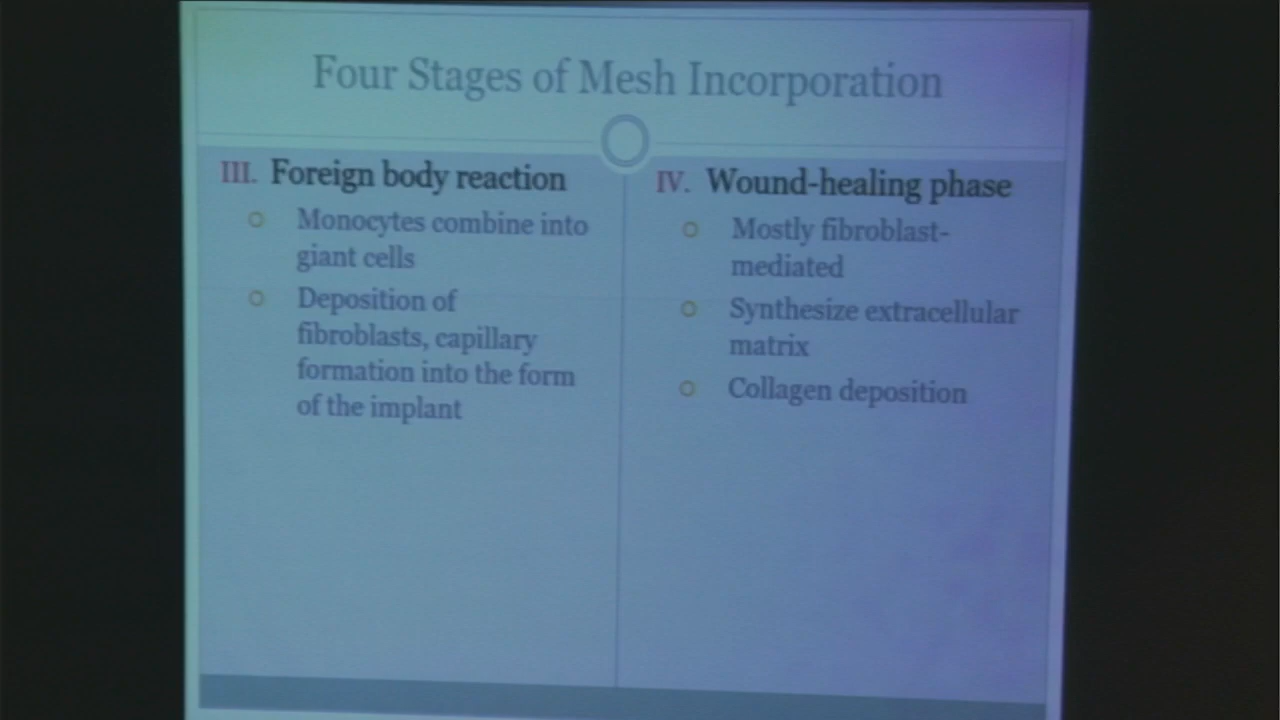 Four Stages of Mesh Incorporation
III. Foreign body reaction
Monocytes combine into
giant cells
Deposition of
fibroblasts, capillary
formation into the form
of the implant
IV. Wound-healing phase
Mostly fibroblast-
mediated
Synthesize extracellular
matrix
Collagen deposition